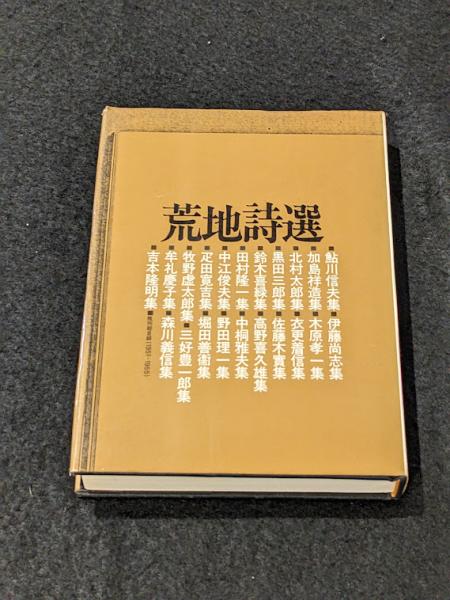 荒地詩選
■鮎川信夫集■伊藤尚志集
■加島祥造集■木原孝一集
■北村太郎集■衣更着信集
■黒田三郎集■佐藤木實集
■鈴木喜緑集■高野喜久雄集
■田村隆一集■中桐雅夫集
■中江俊夫集■野田理一集
■疋田寛吉集■堀田善衞集
■牧野虚太郎集■三好豊一郎集
■牟礼慶子集■森川義信集
■吉本隆明集